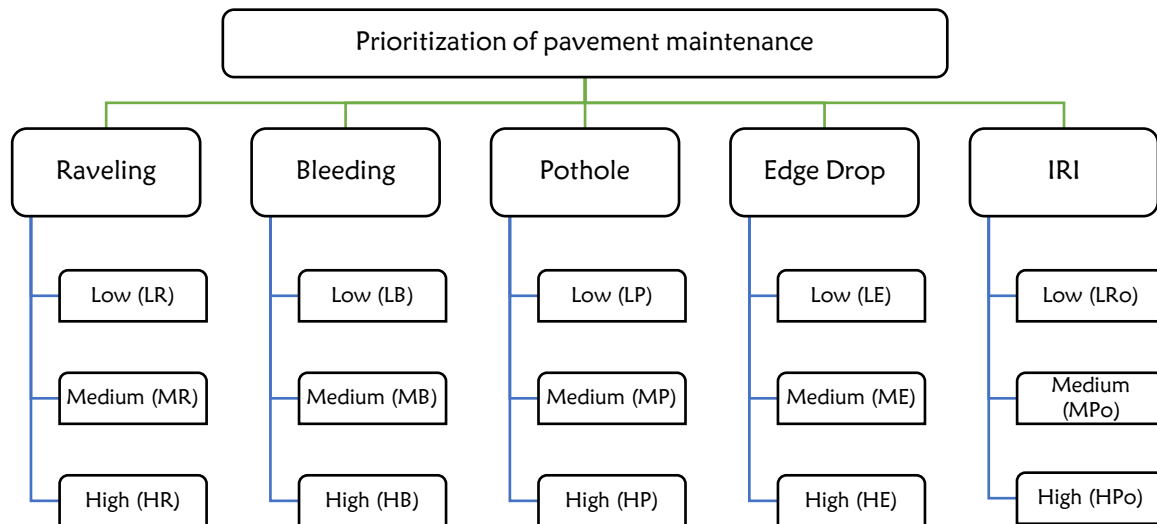 Prioritization of pavement maintenance
Raveling
Bleeding
Pothole
Edge Drop
IRI
Low (LR)
Low (LB)
Low (LP)
Low (LE)
Low (LRo)
Medium (MR)
Medium (MB)
Medium (MP)
Medium (ME)
Medium
(MPo)
High (HR)
High (HB)
High (HP)
High (HE)
High (HPo)